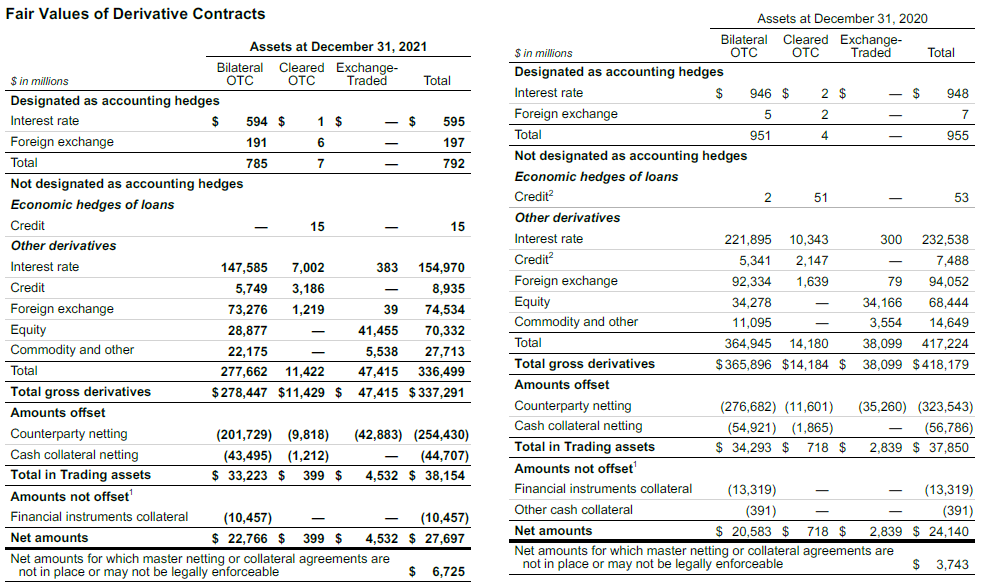 Fair Values of Derivative Contracts
Assets at December 31, 2021
Bilateral Cleared Exchange-
$ in millions OTC OTC Traded Total
Designated as accounting hedges
Interest rate $ 594 $ 1 $ — $ 595
Foreign exchange 191 6 — 197
Total 785 7 — 792
Not designated as accounting hedges
Economic hedges of loans
Credit — 15 — 15
Other derivatives
Interest rate 147,585 7,002 383 154,970
Credit 5,749 3,186 — 8,935
Foreign exchange 73,276 1,219 39 74,534
Equity 28,877 — 41,455 70,332
Commodity and other 22,175 — 5,538 27,713
Total 277,662 11,422 47,415 336,499
Total gross derivatives $ 278,447 $ 11,429 $ 47,415 $ 337,291
Amounts offset
Counterparty netting (201,729) (9,818) (42,883) (254,430)
Cash collateral netting (43,495) (1,212) — (44,707)
Total in Trading assets $ 33,223 $ 399 $ 4,532 $ 38,154
Amounts not offset1
Financial instruments collateral (10,457) — — (10,457)
Net amounts $ 22,766 $ 399 $ 4,532 $ 27,697
Net amounts for which master netting or collateral agreements are
not in place or may not be legally enforceable $ 6,725
Assets at December 31, 2020
Bilateral Cleared Exchange-
$ in millions OTC OTC Traded Total
Designated as accounting hedges
Interest rate $ 946 $ 2 $ — $ 948
Foreign exchange 5 2 — 7
Total 951 4 — 955
Not designated as accounting hedges
Economic hedges of loans
Credit2 2 51 — 53
Other derivatives
Interest rate 221,895 10,343 300 232,538
Credit2 5,341 2,147 — 7,488
Foreign exchange 92,334 1,639 79 94,052
Equity 34,278 — 34,166 68,444
Commodity and other 11,095 — 3,554 14,649
Total 364,945 14,180 38,099 417,224
Total gross derivatives $ 365,896 $ 14,184 $ 38,099 $ 418,179
Amounts offset
Counterparty netting (276,682) (11,601) (35,260) (323,543)
Cash collateral netting (54,921) (1,865) — (56,786)
Total in Trading assets $ 34,293 $ 718 $ 2,839 $ 37,850
Amounts not offset1
Financial instruments collateral (13,319) — — (13,319)
Other cash collateral (391) — — (391)
Net amounts $ 20,583 $ 718 $ 2,839 $ 24,140
Net amounts for which master netting or collateral agreements are
not in place or may not be legally enforceable $ 3,743